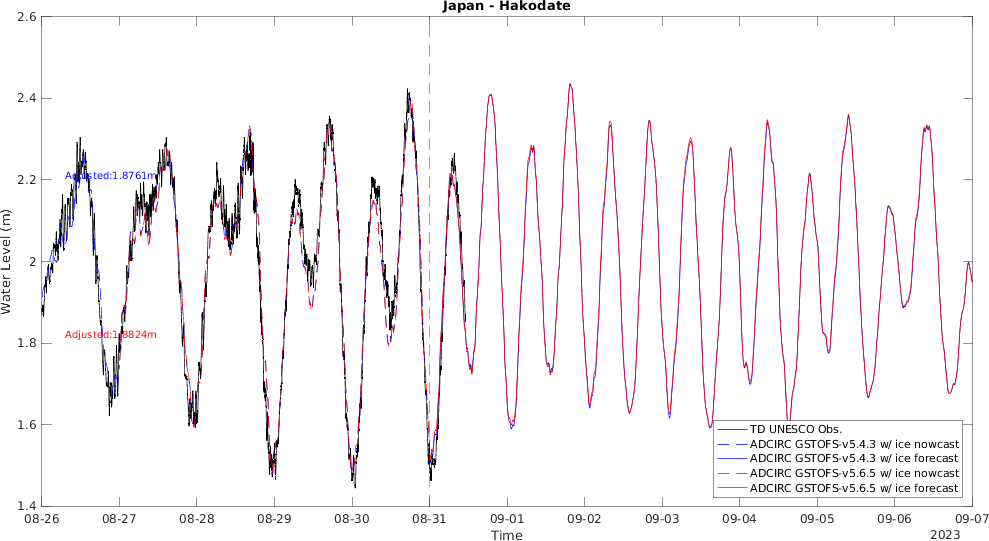 Japan - Hakodate
2.6
2.4
2.2
2
1.8
1.6
1.4
Water Level (m)
Adjusted:1.8761m
Adjusted:1.8824m
TD UNESCO Obs.
ADCIRC GSTOFS-v5.4.3 w/ ice nowcast
ADCIRC GSTOFS-v5.4.3 w/ ice forecast
ADCIRC GSTOFS-v5.6.5 w/ ice nowcast
ADCIRC GSTOFS-v5.6.5 w/ ice forecast
08-26 08-27 08-28 08-29 08-30 08-31 09-01 09-02 09-03 09-04 09-05 09-06 09-07
Time
2023